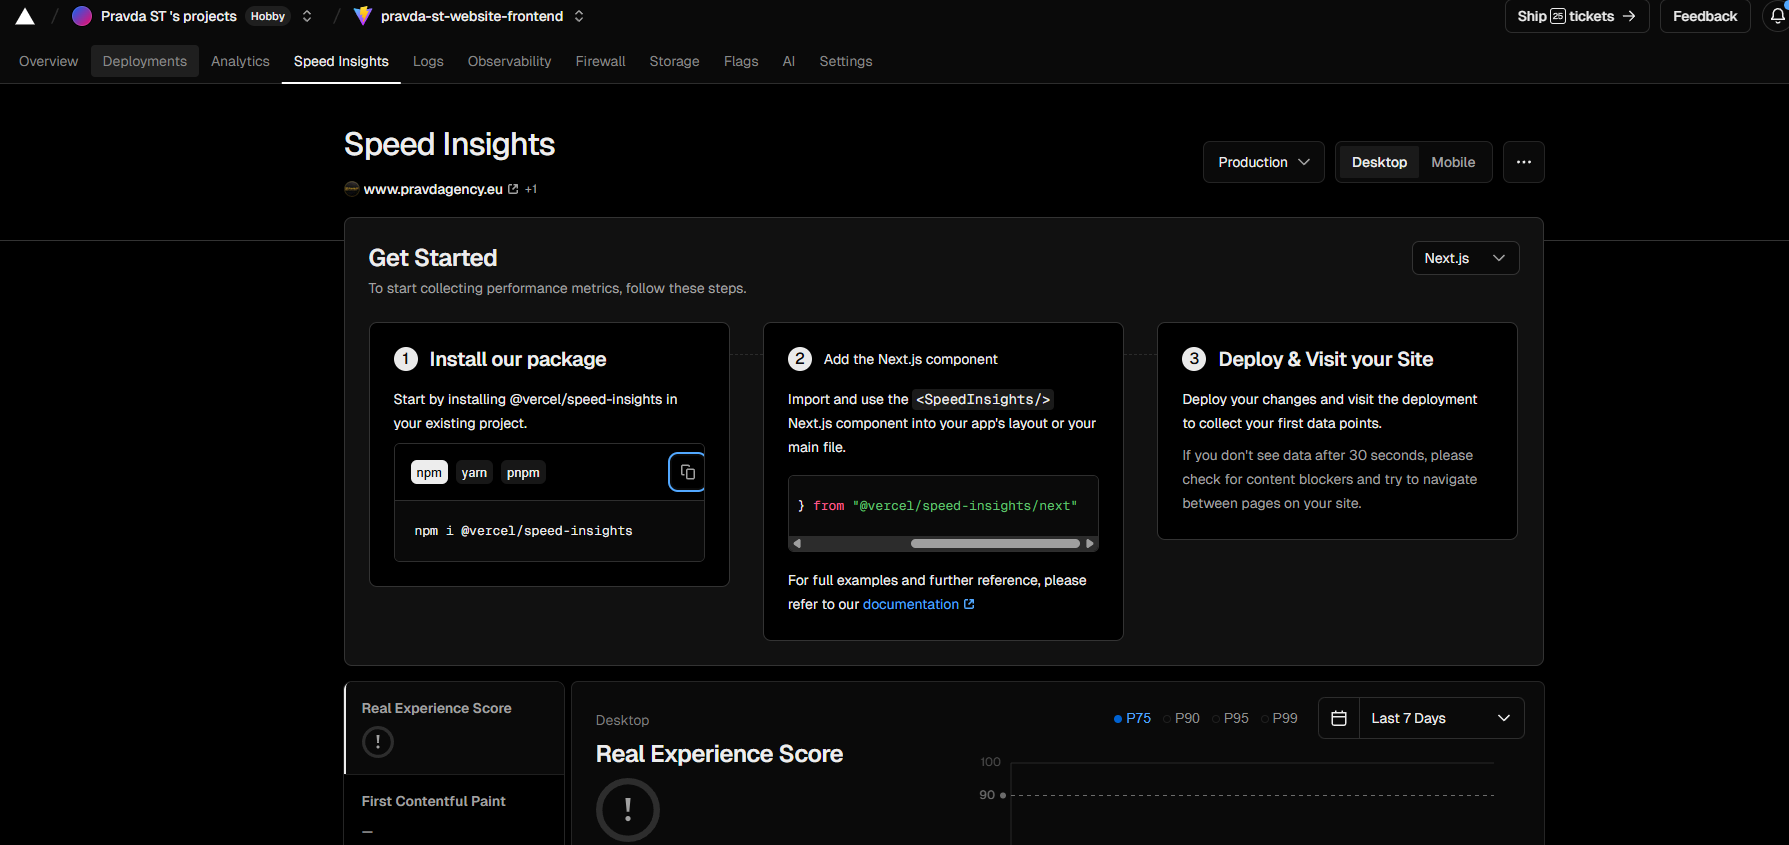 Pravda ST 's projects Hobby pravda-st-website-frontend Ship 25 tickets → Feedback
Overview Deployments Analytics Speed Insights Logs Observability Firewall Storage Flags AI Settings
Speed Insights
Production Desktop Mobile
www.pravdagency.eu +1
Get Started
Next.js
To start collecting performance metrics, follow these steps.
1 Install our package
Start by installing @vercel/speed-insights in
your existing project.
npm yarn pnpm
npm i @vercel/speed-insights
2 Add the Next.js component
Import and use the <SpeedInsights/>
Next.js component into your app's layout or your
main file.
} from "@vercel/speed-insights/next"
For full examples and further reference, please
refer to our documentation
3 Deploy & Visit your Site
Deploy your changes and visit the deployment
to collect your first data points.
If you don't see data after 30 seconds, please
check for content blockers and try to navigate
between pages on your site.
Real Experience Score
!
First Contentful Paint
—
Desktop
P75 P90 P95 P99 Last 7 Days
Real Experience Score
!
100
90